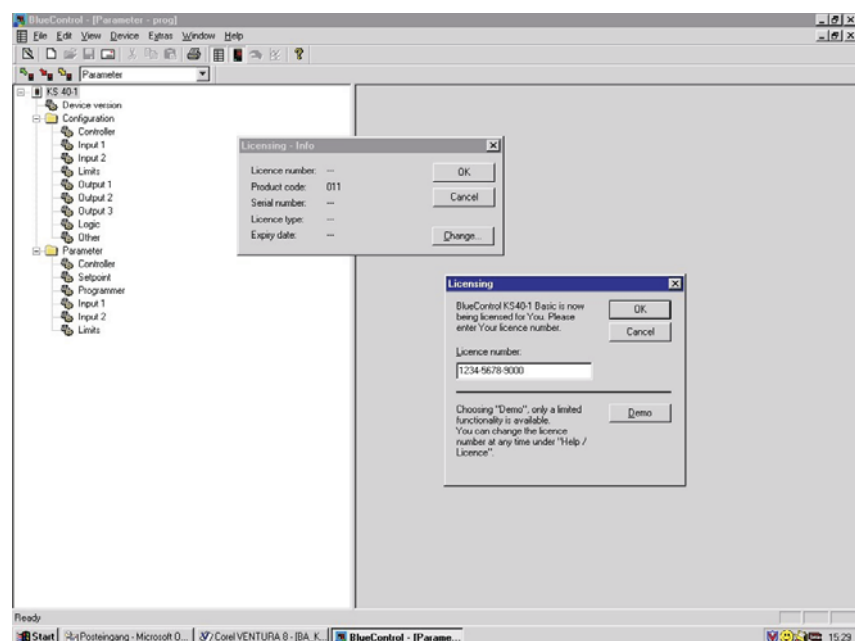 BlueControl - [Parameter - prog]
File Edit View Device Extras Window Help
Parameter
KS 40-1
Device version
Configuration
Controller
Input 1
Input 2
Limits
Output 1
Output 2
Output 3
Logic
Other
Parameter
Controller
Setpoint
Programmer
Input 1
Input 2
Limits
Licensing - Info
Licence number: ---
Product code: 011
Serial number: ---
Licence type: ---
Expiry date: ---
OK
Cancel
Change...
Licensing
BlueControl KS40-1 Basic is now
being licensed for You. Please
enter Your licence number.
OK
Cancel
Licence number:
1234-5678-9000
Choosing "Demo", only a limited
functionality is available.
You can change the licence
number at any time under "Help /
Licence".
Demo
Ready
Start Posteingang - Microsoft O... Corel VENTURA 8 - [BA_K... BlueControl - [Parame... 15:29